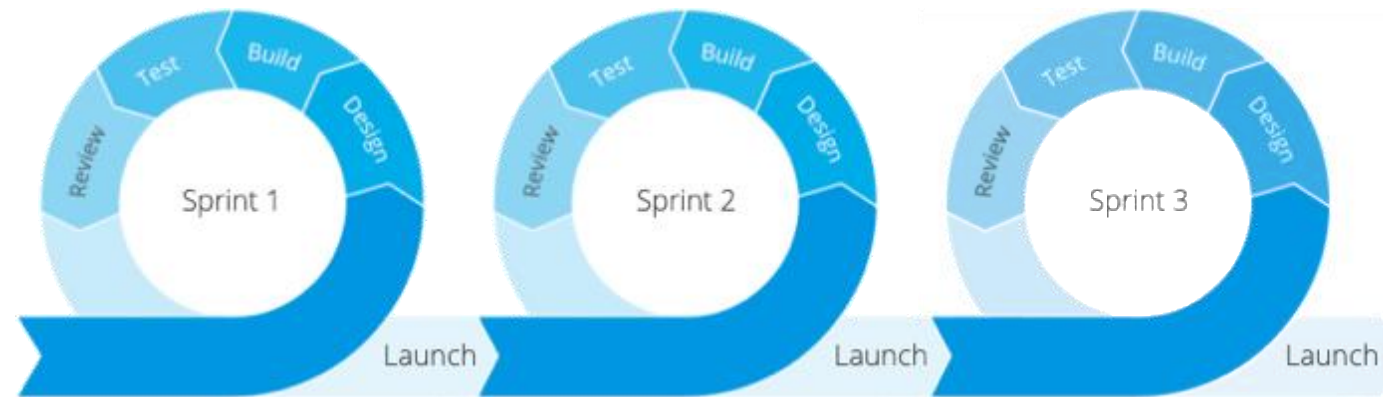 Build
Test
Design
Review
Sprint 1
Launch
Build
Test
Design
Review
Sprint 2
Launch
Build
Test
Design
Review
Sprint 3
Launch